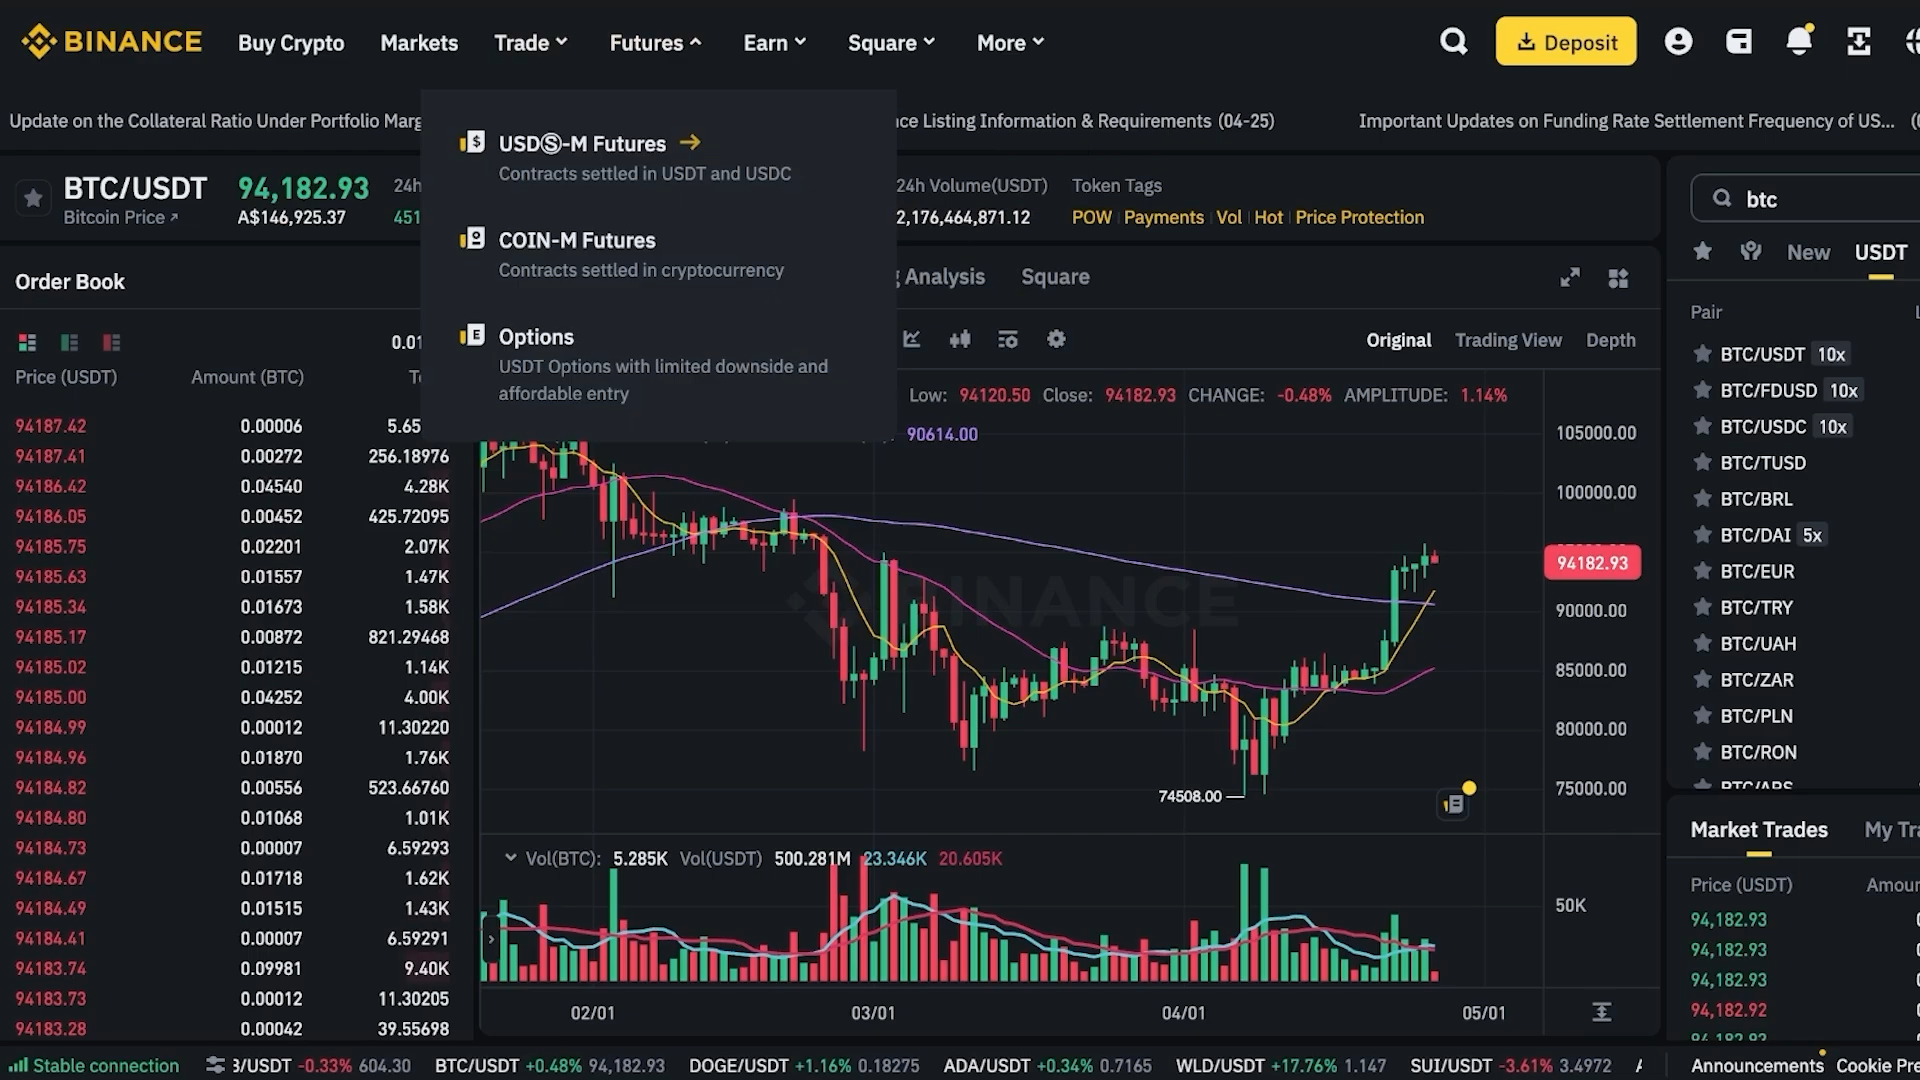 BINANCE
Buy Crypto
Markets
Trade
Futures
Earn
Square
More
Deposit
Update on the Collateral Ratio Under Portfolio Marg
ce Listing Information & Requirements (04-25)
Important Updates on Funding Rate Settlement Frequency of US...
USDⓈ-M Futures →
Contracts settled in USDT and USDC
COIN-M Futures
Contracts settled in cryptocurrency
Options
USDT Options with limited downside and
affordable entry
BTC/USDT
Bitcoin Price
94,182.93
A$146,925.37
24h
451
24h Volume(USDT)
2,176,464,871.12
Token Tags
POW Payments Vol Hot Price Protection
btc
New USDT
Order Book
g Analysis Square
0.01
Original Trading View Depth
Price (USDT) Amount (BTC) T
Low: 94120.50 Close: 94182.93 CHANGE: -0.48% AMPLITUDE: 1.14%
90614.00
94187.42 0.00006 5.65
94187.41 0.00272 256.18976
94186.42 0.04540 4.28K
94186.05 0.00452 425.72095
94185.75 0.02201 2.07K
94185.63 0.01557 1.47K
94185.34 0.01673 1.58K
94185.17 0.00872 821.29468
94185.02 0.01215 1.14K
94185.00 0.04252 4.00K
94184.99 0.00012 11.30220
94184.96 0.01870 1.76K
94184.82 0.00556 523.66760
94184.80 0.01068 1.01K
94184.73 0.00007 6.59293
94184.67 0.01718 1.62K
94184.49 0.01515 1.43K
94184.41 0.00007 6.59291
94183.74 0.09981 9.40K
94183.73 0.00012 11.30205
94183.28 0.00042 39.55698
105000.00
100000.00
94182.93
90000.00
85000.00
80000.00
75000.00
BINANCE
74508.00
Vol(BTC): 5.285K Vol(USDT) 500.281M 23.346K 20.605K
50K
02/01 03/01 04/01 05/01
Pair
BTC/USDT 10x
BTC/FDUSD 10x
BTC/USDC 10x
BTC/TUSD
BTC/BRL
BTC/DAI 5x
BTC/EUR
BTC/TRY
BTC/UAH
BTC/ZAR
BTC/PLN
BTC/RON
BTC/ARS
Market Trades My Tra
Price (USDT) Amoun
94,182.93
94,182.93
94,182.93
94,182.92
Stable connection
3/USDT -0.33% 604.30 BTC/USDT +0.48% 94,182.93 DOGE/USDT +1.16% 0.18275 ADA/USDT +0.34% 0.7165 WLD/USDT +17.76% 1.147 SUI/USDT -3.61% 3.4972
Announcements Cookie Pre